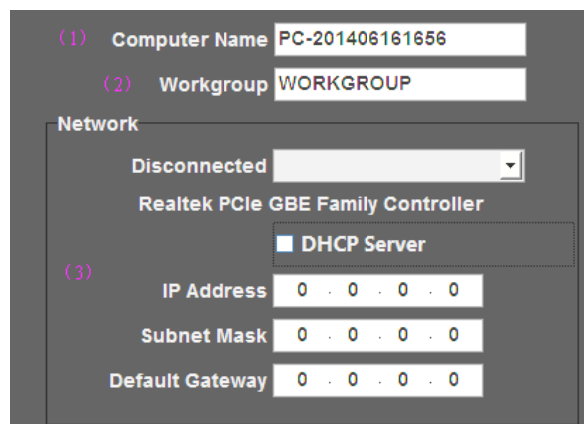 (1) Computer Name PC-201406161656
(2) Workgroup WORKGROUP
Network
Disconnected
Realtek PCIe GBE Family Controller
DHCP Server
(3)
IP Address 0 . 0 . 0 . 0
Subnet Mask 0 . 0 . 0 . 0
Default Gateway 0 . 0 . 0 . 0